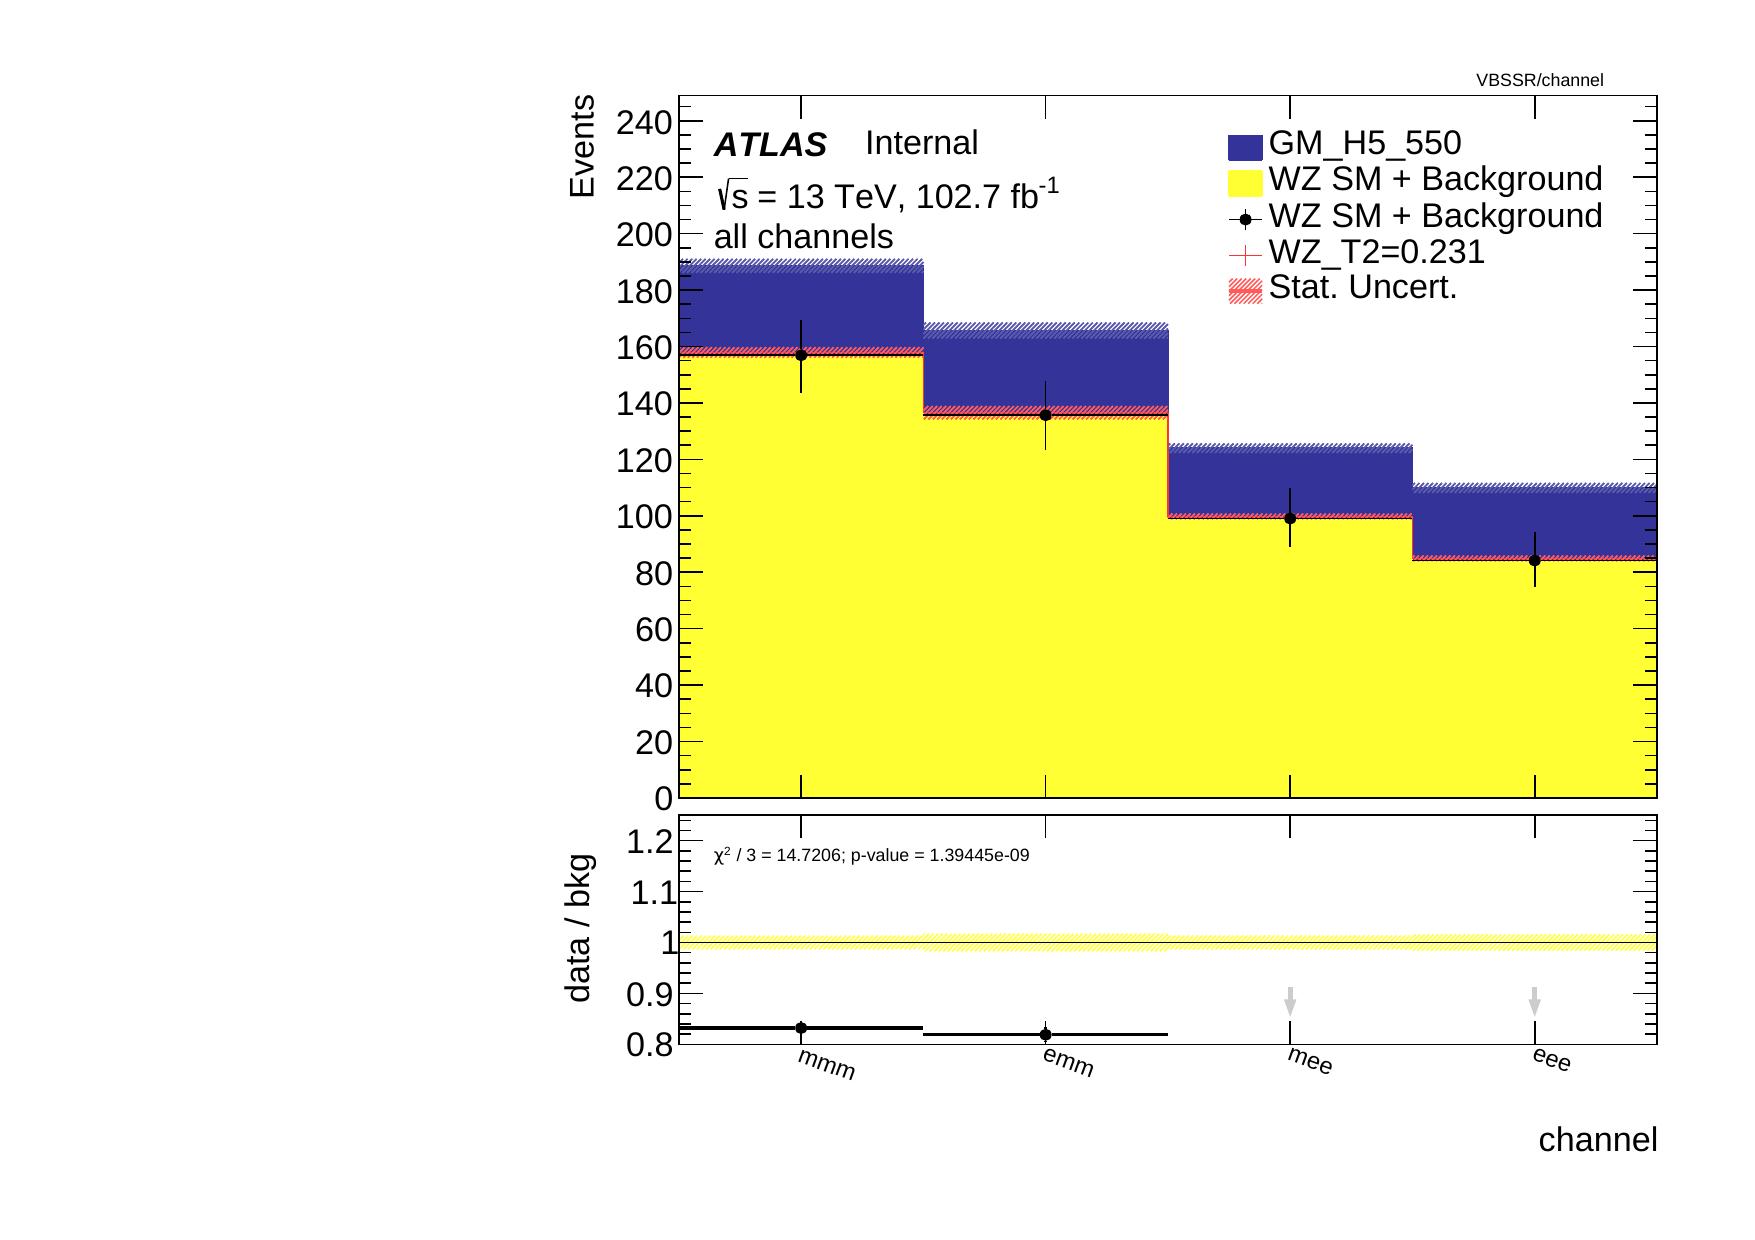 VBSSR/channel
Events
240
220
200
180
160
140
120
100
80
60
40
20
0
ATLAS Internal
√s = 13 TeV, 102.7 fb-1
all channels
GM_H5_550
WZ SM + Background
WZ SM + Background
WZ_T2=0.231
Stat. Uncert.
data / bkg
1.2
1.1
1
0.9
0.8
χ2 / 3 = 14.7206; p-value = 1.39445e-09
mmm
emm
mee
eee
channel